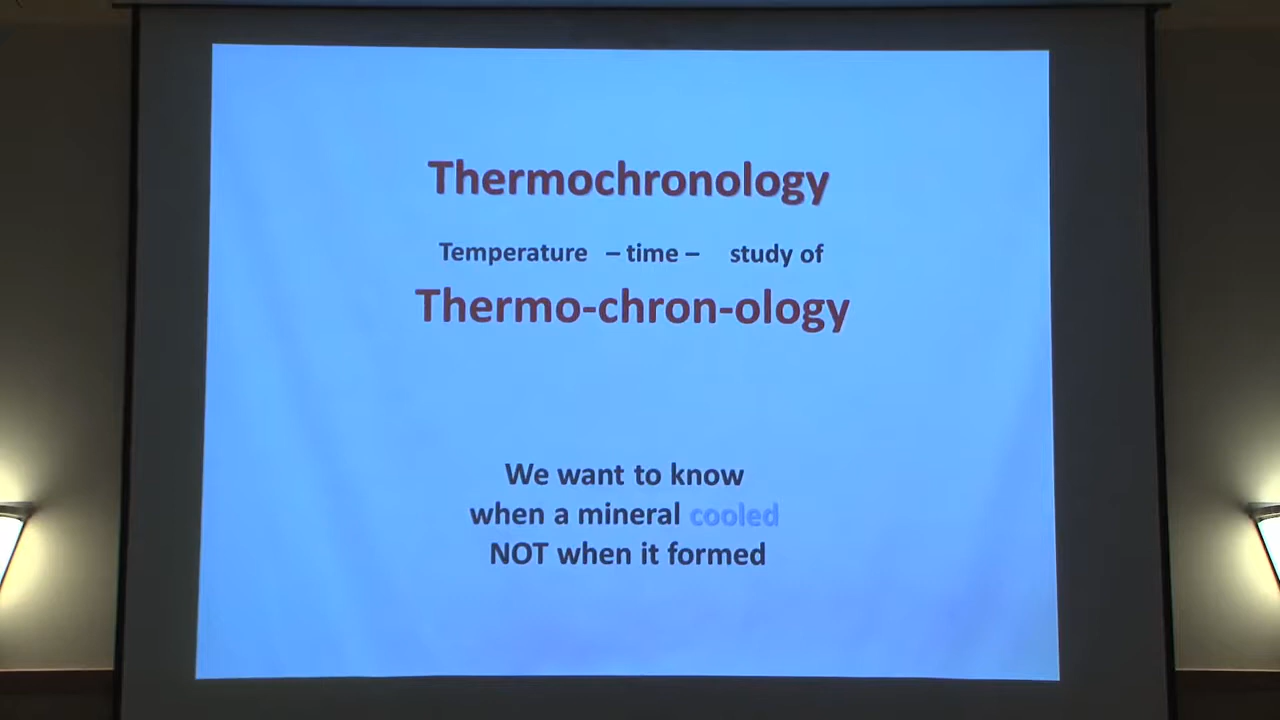 Thermochronology
Temperature – time – study of
Thermo-chron-ology
We want to know
when a mineral cooled
NOT when it formed